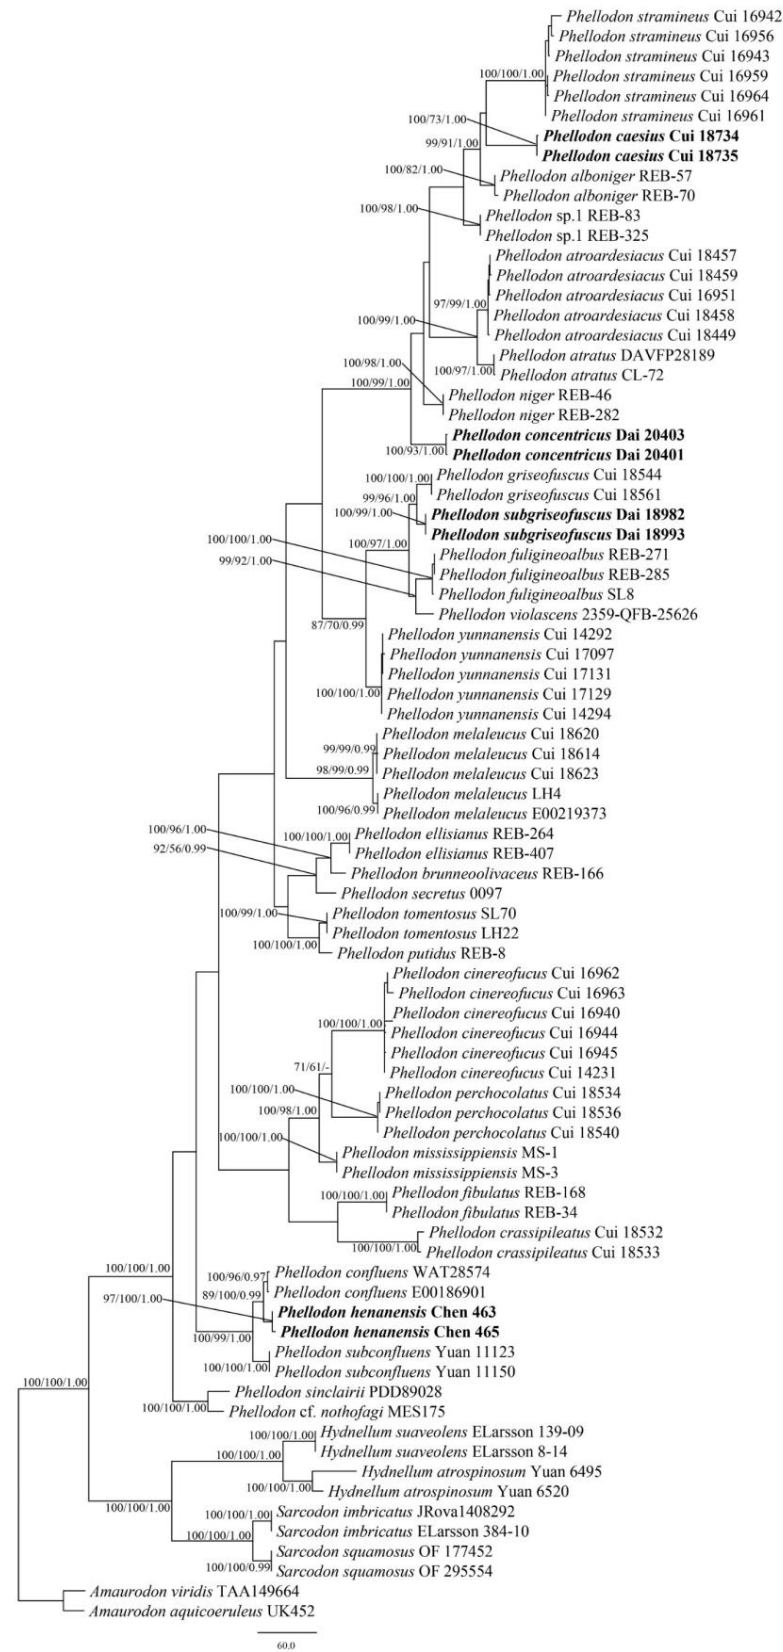 Phellodon stramineus Cui 16942
Phellodon stramineus Cui 16956
Phellodon stramineus Cui 16943
100/100/1.00
Phellodon stramineus Cui 16959
Phellodon stramineus Cui 16964
Phellodon stramineus Cui 16961
100/73/1.00
Phellodon caesius Cui 18734
99/91/1.00
Phellodon caesius Cui 18735
100/82/1.00
Phellodon alboniger REB-57
Phellodon alboniger REB-70
100/98/1.00
Phellodon sp.1 REB-83
Phellodon sp.1 REB-325
Phellodon atroardesiacus Cui 18457
Phellodon atroardesiacus Cui 18459
Phellodon atroardesiacus Cui 16951
97/99/1.00
Phellodon atroardesiacus Cui 18458
100/99/1.00
Phellodon atroardesiacus Cui 18449
Phellodon atratus DAVFP28189
100/98/1.00
100/97/1.00
Phellodon atratus CL-72
100/99/1.00
Phellodon niger REB-46
Phellodon niger REB-282
Phellodon concentricus Dai 20403
100/93/1.00
Phellodon concentricus Dai 20401
100/100/1.00
Phellodon griseofuscus Cui 18544
99/96/1.00
Phellodon griseofuscus Cui 18561
100/99/1.00
Phellodon subgriseofuscus Dai 18982
Phellodon subgriseofuscus Dai 18993
100/100/1.00
100/97/1.00
Phellodon fuligineoalbus REB-271
99/92/1.00
Phellodon fuligineoalbus REB-285
Phellodon fuligineoalbus SL8
Phellodon violascens 2359-QFB-25626
87/70/0.99
Phellodon yunnanensis Cui 14292
Phellodon yunnanensis Cui 17097
Phellodon yunnanensis Cui 17131
100/100/1.00
Phellodon yunnanensis Cui 17129
Phellodon yunnanensis Cui 14294
Phellodon melaleucus Cui 18620
99/99/0.99
Phellodon melaleucus Cui 18614
98/99/0.99
Phellodon melaleucus Cui 18623
Phellodon melaleucus LH4
100/96/0.99
Phellodon melaleucus E00219373
100/96/1.00
100/100/1.00
Phellodon ellisianus REB-264
92/56/0.99
Phellodon ellisianus REB-407
Phellodon brunneoolivaceus REB-166
Phellodon secretus 0097
100/99/1.00
Phellodon tomentosus SL70
Phellodon tomentosus LH22
100/100/1.00
Phellodon putidus REB-8
Phellodon cinereofucus Cui 16962
Phellodon cinereofucus Cui 16963
Phellodon cinereofucus Cui 16940
100/100/1.00
Phellodon cinereofucus Cui 16944
Phellodon cinereofucus Cui 16945
71/61/-
Phellodon cinereofucus Cui 14231
100/100/1.00
Phellodon perchocolatus Cui 18534
100/98/1.00
Phellodon perchocolatus Cui 18536
Phellodon perchocolatus Cui 18540
100/100/1.00
Phellodon mississippiensis MS-1
Phellodon mississippiensis MS-3
100/100/1.00
Phellodon fibulatus REB-168
Phellodon fibulatus REB-34
Phellodon crassipileatus Cui 18532
100/100/1.00
Phellodon crassipileatus Cui 18533
100/100/1.00
100/96/0.97
Phellodon confluens WAT28574
97/100/1.00
89/100/0.99
Phellodon confluens E00186901
Phellodon henanensis Chen 463
100/99/1.00
Phellodon henanensis Chen 465
Phellodon subconfluens Yuan 11123
100/100/1.00
Phellodon subconfluens Yuan 11150
100/100/1.00
Phellodon sinclairii PDD89028
100/100/1.00
Phellodon cf. nothofagi MES175
100/100/1.00
Hydnellum suaveolens ELarsson 139-09
100/100/1.00
Hydnellum suaveolens ELarsson 8-14
Hydnellum atrospinosum Yuan 6495
100/100/1.00
Hydnellum atrospinosum Yuan 6520
100/100/1.00
100/100/1.00
Sarcodon imbricatus JRova1408292
100/100/1.00
Sarcodon imbricatus ELarsson 384-10
Sarcodon squamosus OF 177452
100/100/0.99
Sarcodon squamosus OF 295554
Amaurodon viridis TAA149664
Amaurodon aquicoeruleus UK452
60.0